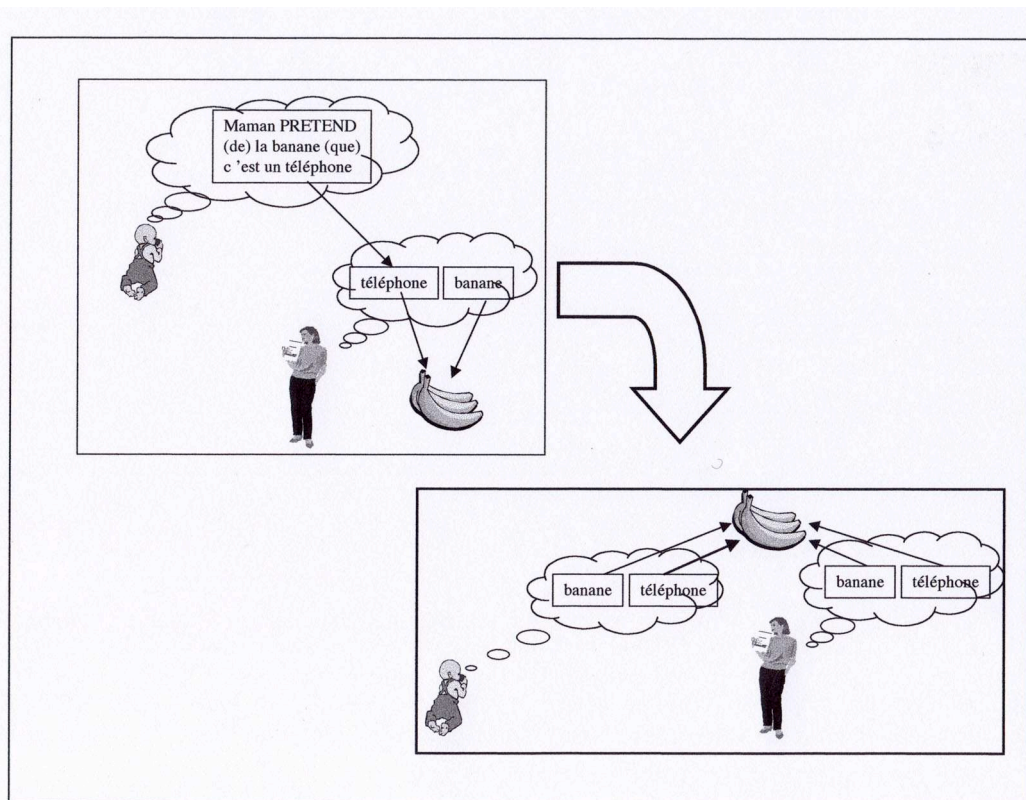 Maman PRETEND
(de) la banane (que)
c 'est un téléphone
téléphone
banane
banane
téléphone
banane
téléphone